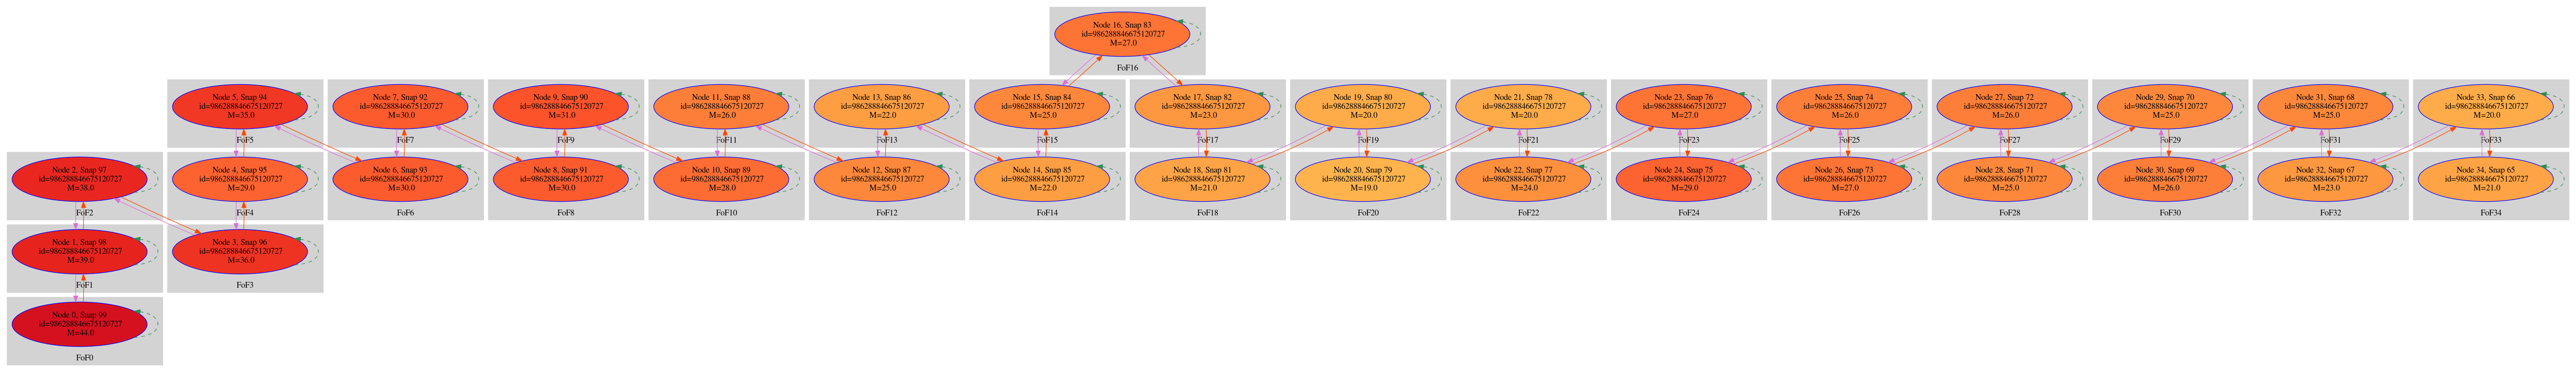 Node 16, Snap 83
id=986288846675120727
M=27.0
FoF16
Node 5, Snap 94
id=986288846675120727
M=35.0
FoF5
Node 7, Snap 92
id=986288846675120727
M=30.0
FoF7
Node 9, Snap 90
id=986288846675120727
M=31.0
FoF9
Node 11, Snap 88
id=986288846675120727
M=26.0
FoF11
Node 13, Snap 86
id=986288846675120727
M=22.0
FoF13
Node 15, Snap 84
id=986288846675120727
M=25.0
FoF15
Node 17, Snap 82
id=986288846675120727
M=23.0
FoF17
Node 19, Snap 80
id=986288846675120727
M=20.0
FoF19
Node 21, Snap 78
id=986288846675120727
M=20.0
FoF21
Node 23, Snap 76
id=986288846675120727
M=27.0
FoF23
Node 25, Snap 74
id=986288846675120727
M=26.0
FoF25
Node 27, Snap 72
id=986288846675120727
M=26.0
FoF27
Node 29, Snap 70
id=986288846675120727
M=25.0
FoF29
Node 31, Snap 68
id=986288846675120727
M=25.0
FoF31
Node 33, Snap 66
id=986288846675120727
M=20.0
FoF33
Node 2, Snap 97
id=986288846675120727
M=38.0
FoF2
Node 4, Snap 95
id=986288846675120727
M=29.0
FoF4
Node 6, Snap 93
id=986288846675120727
M=30.0
FoF6
Node 8, Snap 91
id=986288846675120727
M=30.0
FoF8
Node 10, Snap 89
id=986288846675120727
M=28.0
FoF10
Node 12, Snap 87
id=986288846675120727
M=25.0
FoF12
Node 14, Snap 85
id=986288846675120727
M=22.0
FoF14
Node 18, Snap 81
id=986288846675120727
M=21.0
FoF18
Node 20, Snap 79
id=986288846675120727
M=19.0
FoF20
Node 22, Snap 77
id=986288846675120727
M=24.0
FoF22
Node 24, Snap 75
id=986288846675120727
M=29.0
FoF24
Node 26, Snap 73
id=986288846675120727
M=27.0
FoF26
Node 28, Snap 71
id=986288846675120727
M=25.0
FoF28
Node 30, Snap 69
id=986288846675120727
M=26.0
FoF30
Node 32, Snap 67
id=986288846675120727
M=23.0
FoF32
Node 34, Snap 65
id=986288846675120727
M=21.0
FoF34
Node 1, Snap 98
id=986288846675120727
M=39.0
FoF1
Node 3, Snap 96
id=986288846675120727
M=36.0
FoF3
Node 0, Snap 99
id=986288846675120727
M=44.0
FoF0